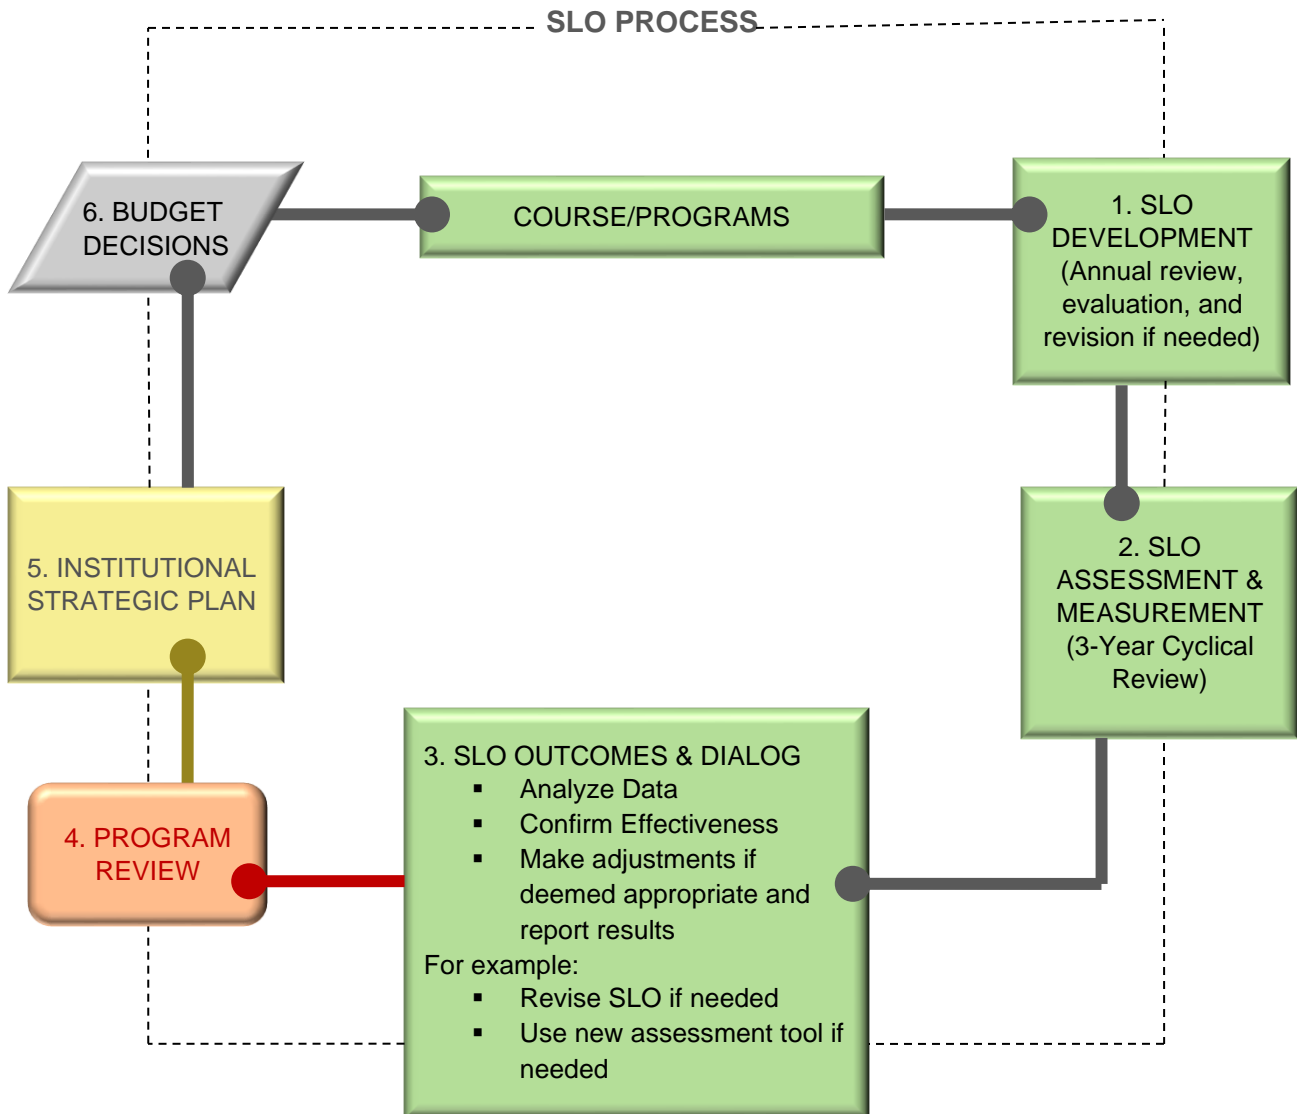 SLO PROCESS
6. BUDGET
DECISIONS
COURSE/PROGRAMS
1. SLO
DEVELOPMENT
(Annual review,
evaluation, and
revision if needed)
2. SLO
ASSESSMENT &
MEASUREMENT
(3-Year Cyclical
Review)
3. SLO OUTCOMES & DIALOG
▪ Analyze Data
▪ Confirm Effectiveness
▪ Make adjustments if
deemed appropriate and
report results
For example:
▪ Revise SLO if needed
▪ Use new assessment tool if
needed
4. PROGRAM
REVIEW
5. INSTITUTIONAL
STRATEGIC PLAN